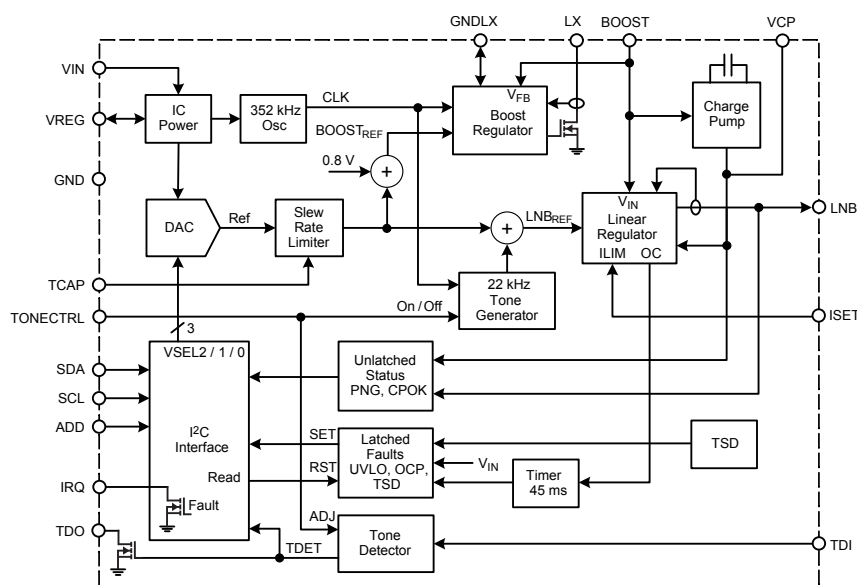 GNDLX LX BOOST VCP
VIN
VREG
GND
TCAP
TONECTRL
SDA
SCL
ADD
IRQ
TDO
IC
Power
352 kHz
Osc
CLK
BOOSTREF
0.8 V
+
VFB
Boost
Regulator
Charge
Pump
DAC
Ref
Slew
Rate
Limiter
+
LNBREF
VIN
Linear
Regulator
ILIM OC
LNB
ISET
22 kHz
Tone
Generator
On / Off
3
VSEL2 / 1 / 0
I2C
Interface
Read
Fault
Unlatched
Status
PNG, CPOK
SET
RST
Latched
Faults
UVLO, OCP,
TSD
VIN
TSD
Timer
45 ms
ADJ
TDET
Tone
Detector
TDI